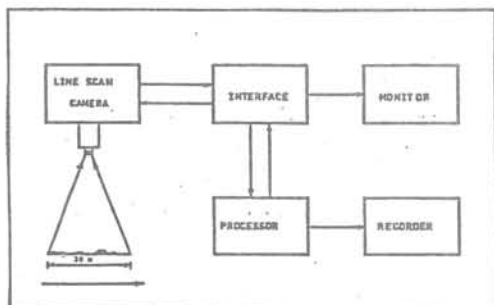 LINE SCAN
CAMERA
INTERFACE
MONITOR
PROCESSOR
RECORDER